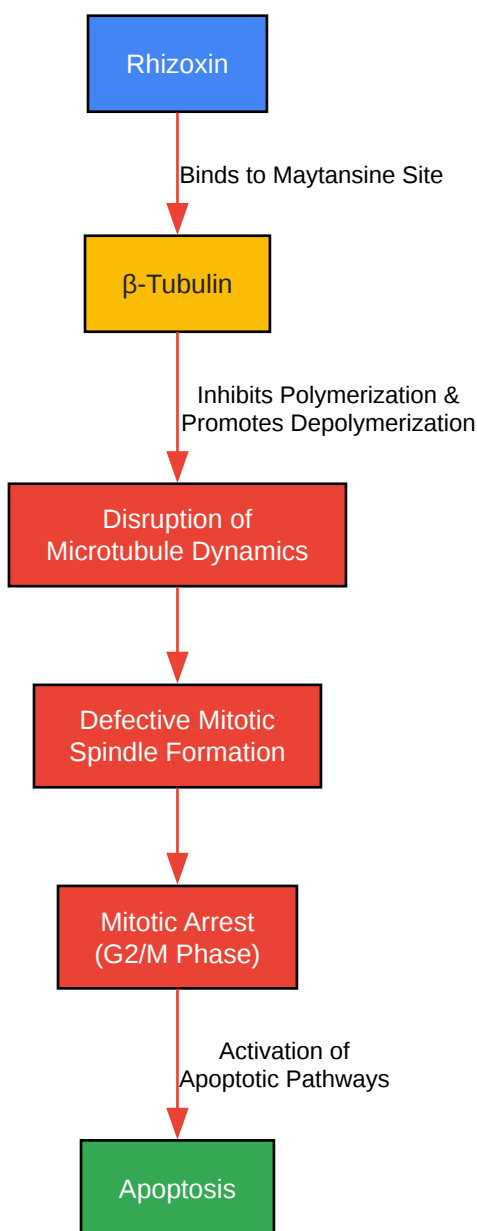 Rhizoxin
Binds to Maytansine Site
β-Tubulin
Inhibits Polymerization &
Promotes Depolymerization
Disruption of
Microtubule Dynamics
Defective Mitotic
Spindle Formation
Mitotic Arrest
(G2/M Phase)
Activation of
Apoptotic Pathways
Apoptosis